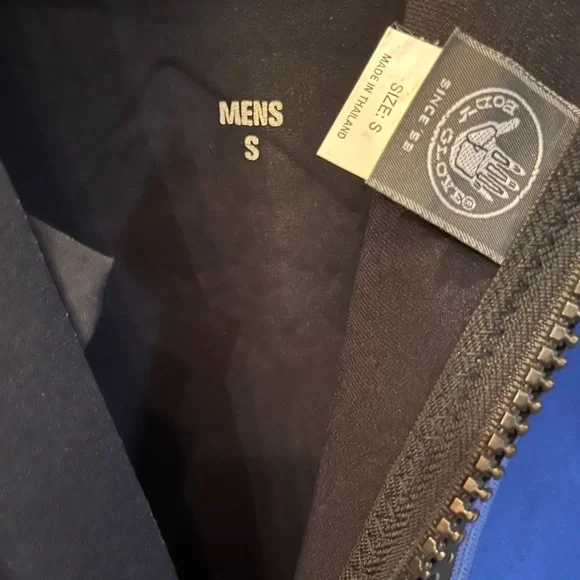 MENS
S
SIZE: S
MADE IN THAILAND
BODY GLOVE®
SINCE '53